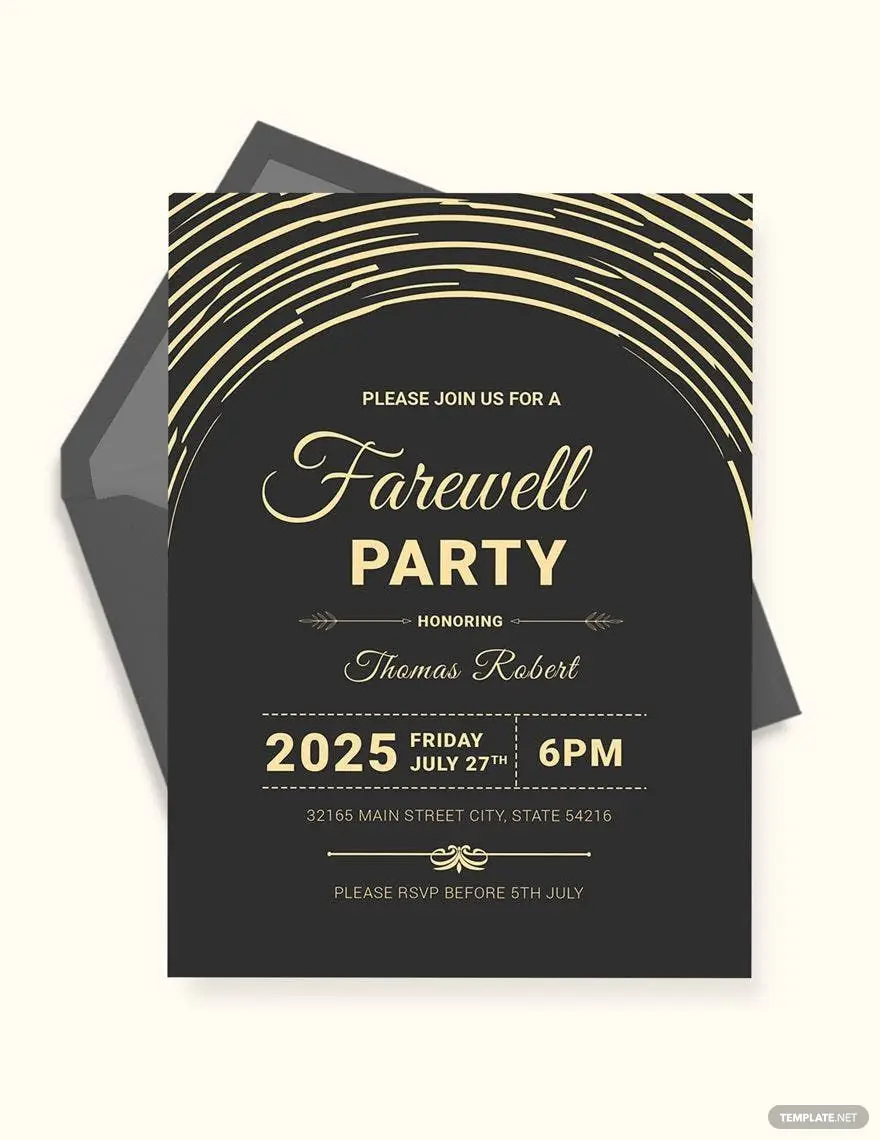 PLEASE JOIN US FOR A
Farewell
PARTY
HONORING
Thomas Robert
2025 FRIDAY JULY 27TH 6PM
32165 MAIN STREET CITY, STATE 54216
PLEASE RSVP BEFORE 5TH JULY
TEMPLATE.NET